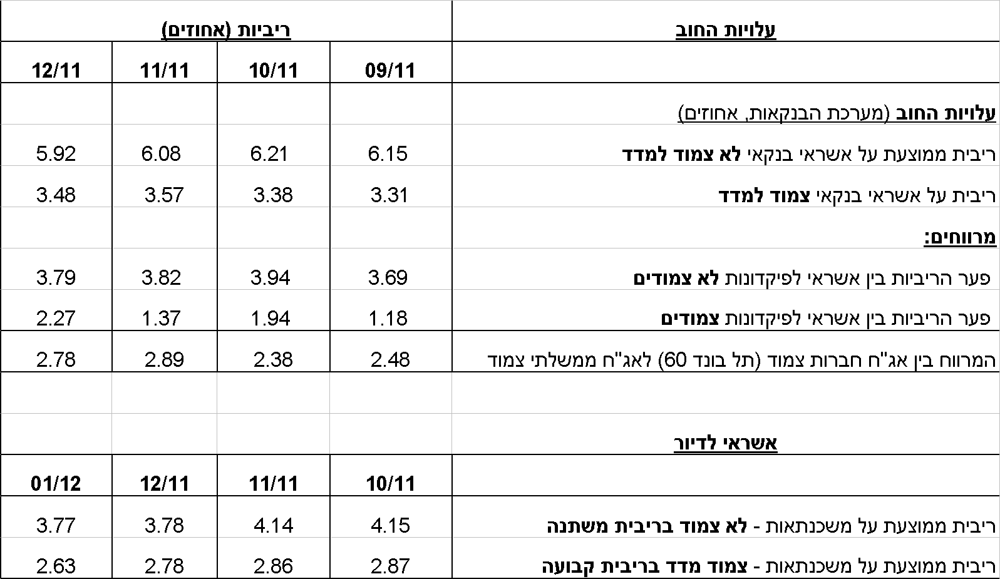 עלויות החוב ריביות (אחוזים)
09/11 10/11 11/11 12/11
עלויות החוב (מערכת הבנקאות, אחוזים)
ריבית ממוצעת על אשראי בנקאי לא צמוד למדד 6.15 6.21 6.08 5.92
ריבית על אשראי בנקאי צמוד למדד 3.31 3.38 3.57 3.48
מרווחים:
פער הריביות בין אשראי לפיקדונות לא צמודים 3.69 3.94 3.82 3.79
פער הריביות בין אשראי לפיקדונות צמודים 1.18 1.94 1.37 2.27
המרווח בין אג"ח חברות צמוד (תל בונד 60) לאג"ח ממשלתי צמוד 2.48 2.38 2.89 2.78
אשראי לדיור
10/11 11/11 12/11 01/12
ריבית ממוצעת על משכנתאות - לא צמוד בריבית משתנה 4.15 4.14 3.78 3.77
ריבית ממוצעת על משכנתאות - צמוד מדד בריבית קבועה 2.87 2.86 2.78 2.63